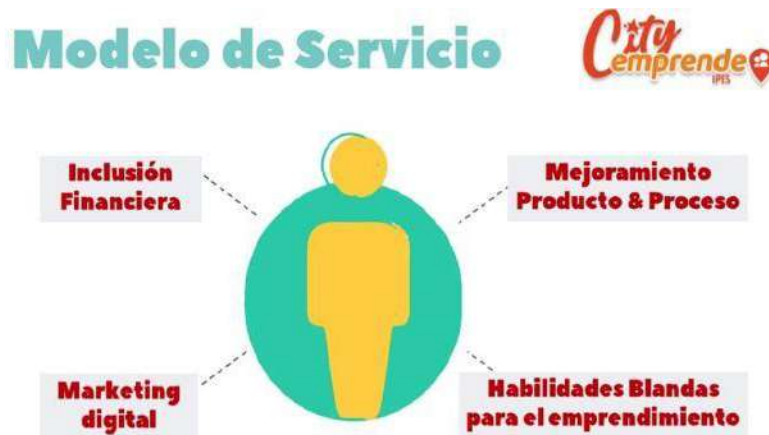 Modelo de Servicio
City
emprende
IPES
Inclusión
Financiera
Mejoramiento
Producto & Proceso
Marketing
digital
Habilidades Blandas
para el emprendimiento